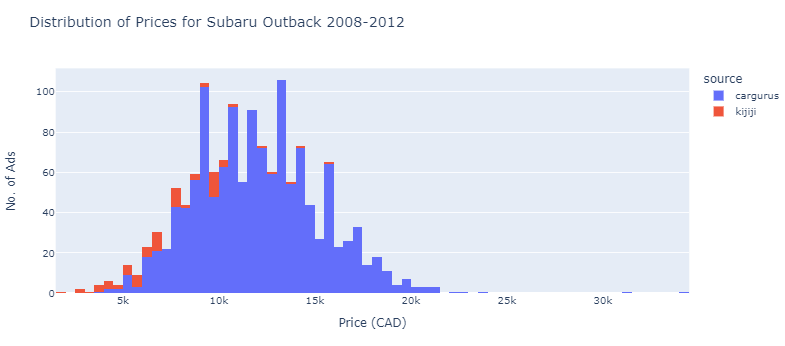 Distribution of Prices for Subaru Outback 2008-2012
source
cargurus
kijiji
No. of Ads
100
80
60
40
20
0
5k 10k 15k 20k 25k 30k
Price (CAD)